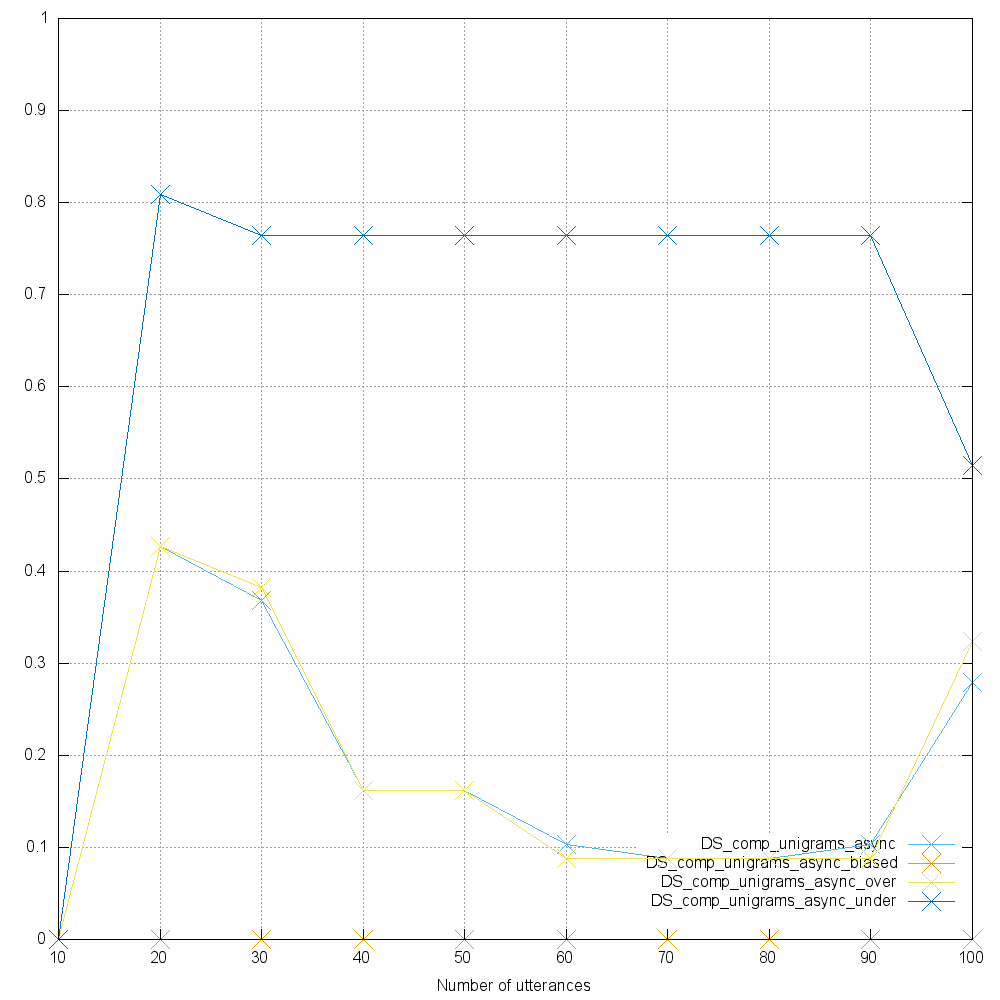 1
0.9
0.8
0.7
0.6
0.5
0.4
0.3
0.2
0.1
0
DS_comp_unigrams_async
DS_comp_unigrams_async_biased
DS_comp_unigrams_async_over
DS_comp_unigrams_async_under
10 20 30 40 50 60 70 80 90 100
Number of utterances